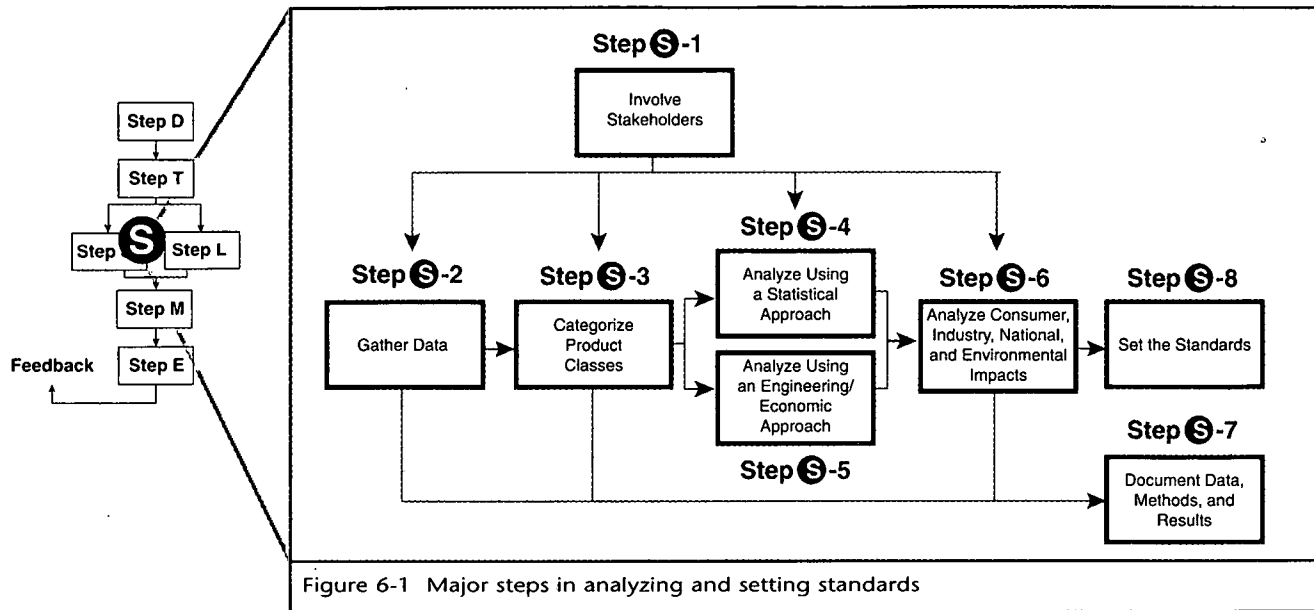 Step D
Step T
Step
S
Step L
Step M
Step E
Feedback
Step S-1
Involve
Stakeholders
Step S-2
Gather Data
Step S-3
Categorize
Product
Classes
Step S-4
Analyze Using
a Statistical
Approach
Analyze Using
an Engineering/
Economic
Approach
Step S-5
Step S-6
Analyze Consumer,
Industry, National,
and Environmental
Impacts
Step S-8
Set the Standards
Step S-7
Document Data,
Methods, and
Results
Figure 6-1 Major steps in analyzing and setting standards